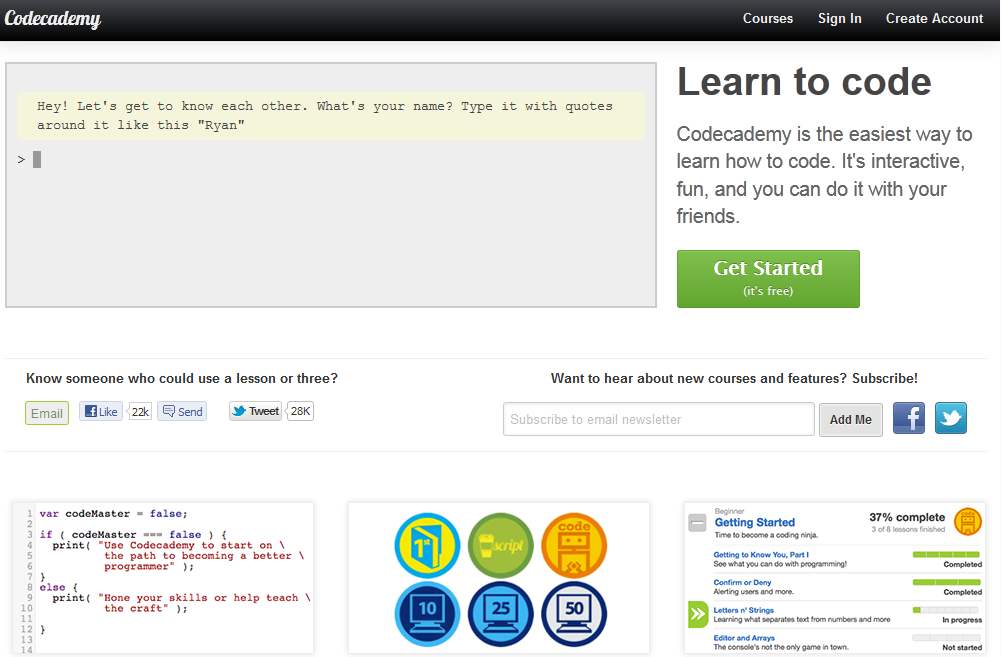 Codecademy
Courses Sign In Create Account
Hey! Let's get to know each other. What's your name? Type it with quotes
around it like this "Ryan"
>
Learn to code
Codecademy is the easiest way to
learn how to code. It's interactive,
fun, and you can do it with your
friends.
Get Started
(it's free)
Know someone who could use a lesson or three?
Email Like 22k Send Tweet 28K
Want to hear about new courses and features? Subscribe!
Subscribe to email newsletter Add Me
1 var codeMaster = false;
2
3 if ( codeMaster === false ) {
4 print( "Use Codecademy to start on \
5 the path to becoming a better \
6 programmer" );
7 }
8 else {
9 print( "Hone your skills or help teach \
10 the craft" );
11
12 }
13
14
1st
script
code
10
25
50
Beginner
Getting Started
Time to become a coding ninja.
37% complete
3 of 8 lessons finished
code
Getting to Know You, Part I
See what you can do with programming!
Completed
Confirm or Deny
Alerting users and more.
Completed
Letters n' Strings
Learning what separates text from numbers and more
In progress
Editor and Arrays
The console's not the only game in town.
Not started